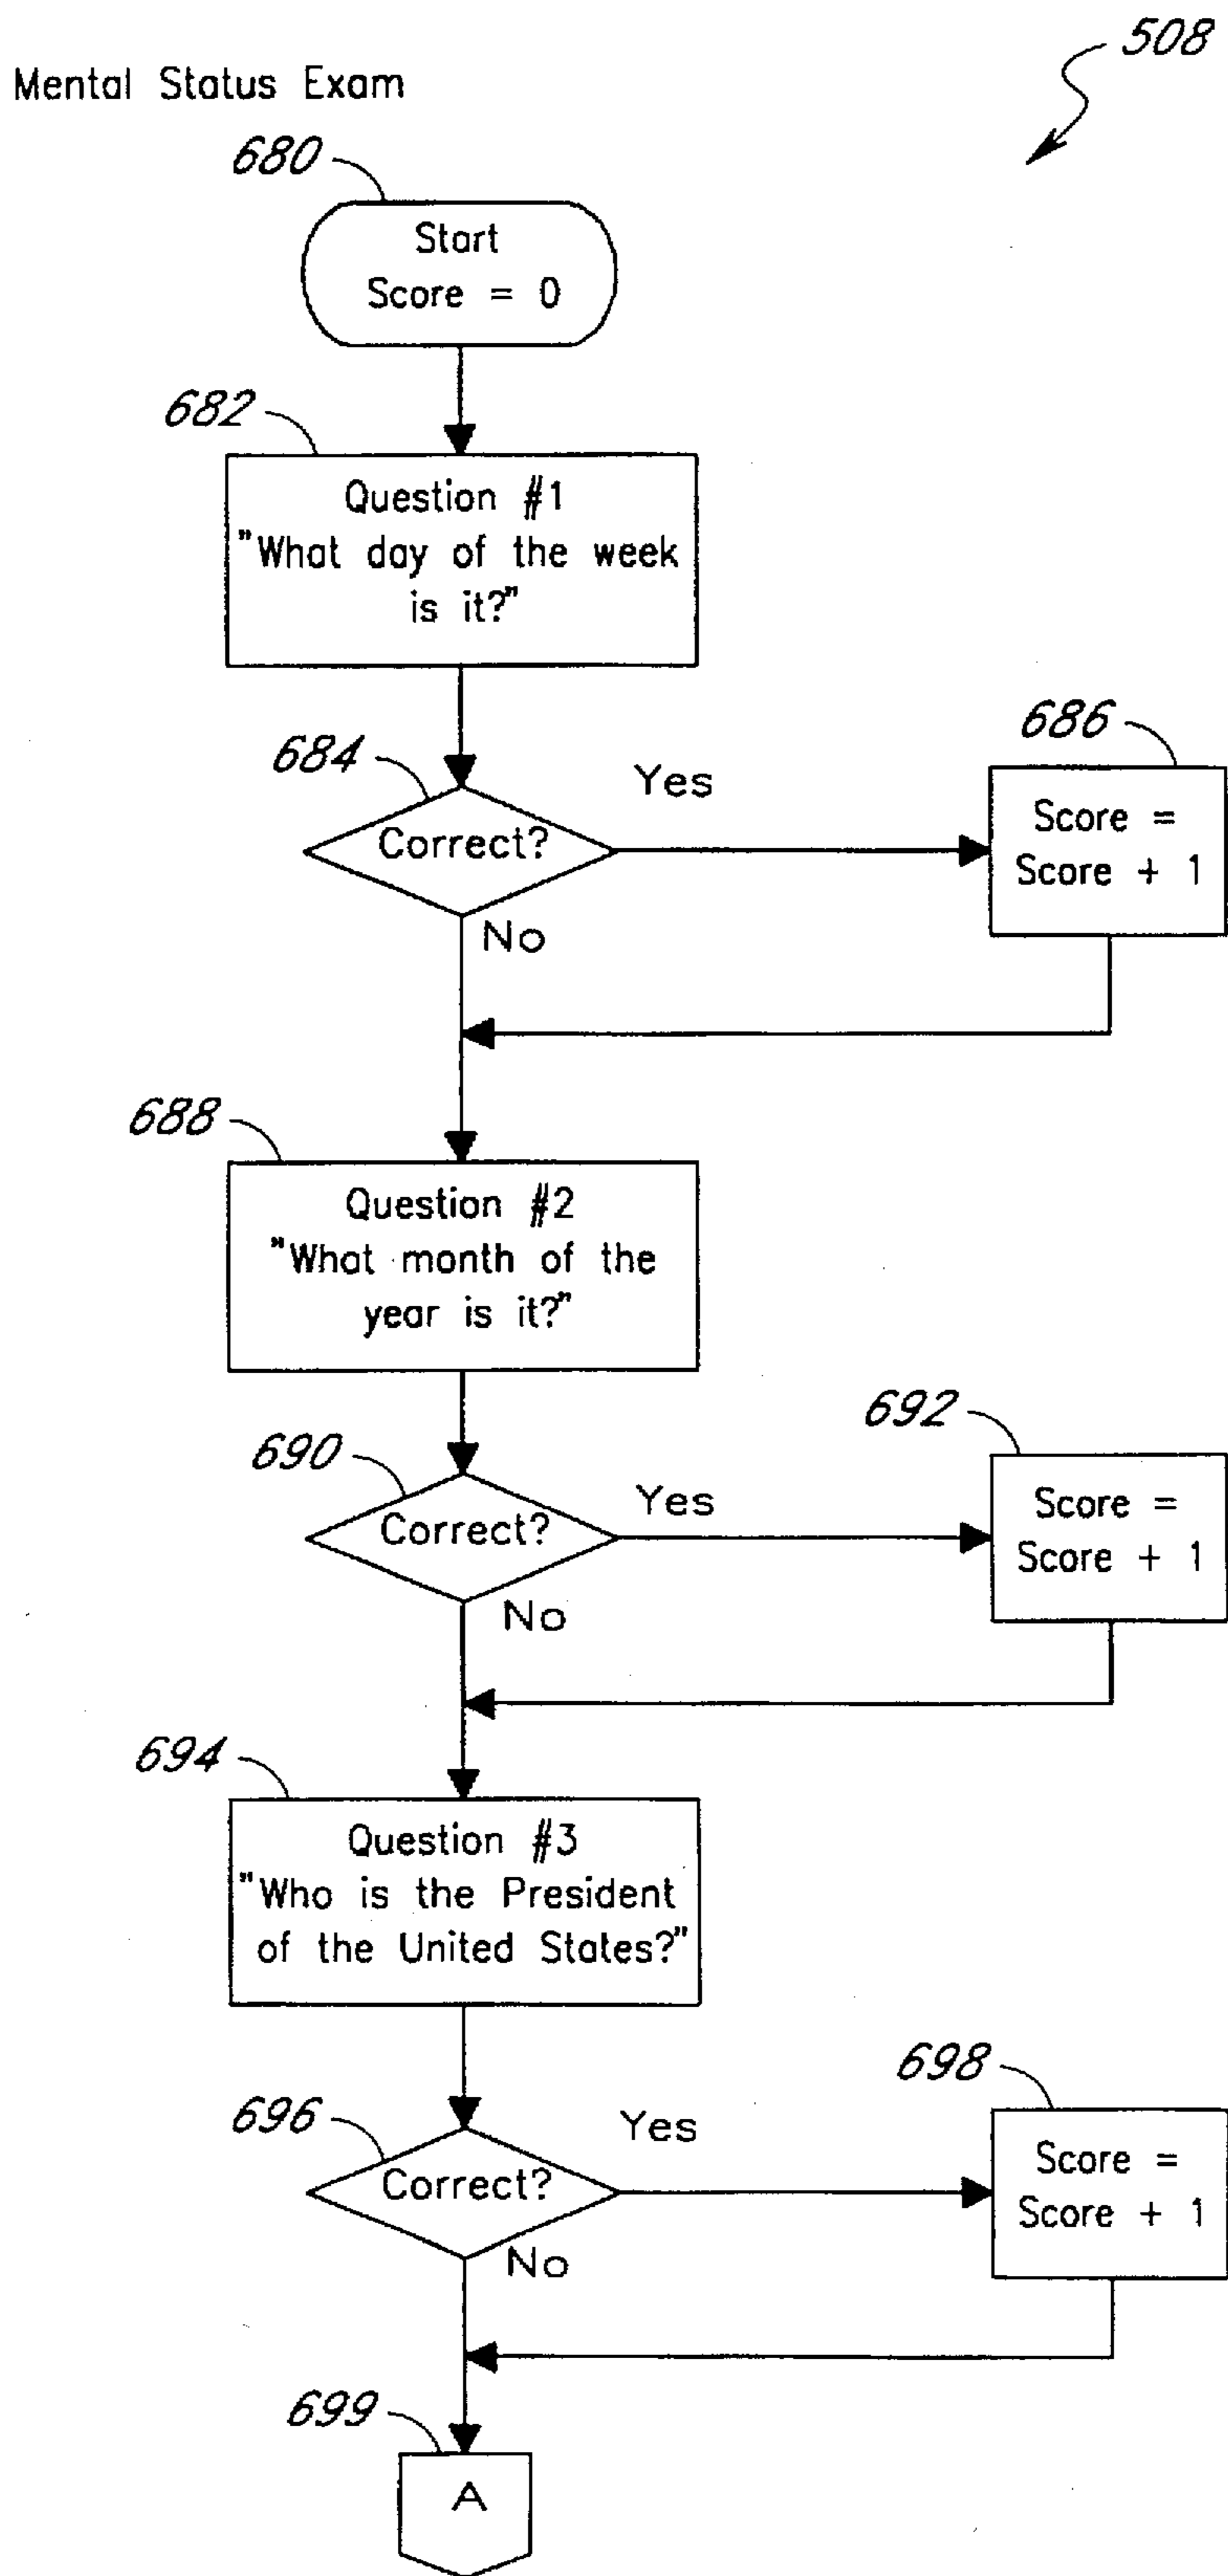 508
Mental Status Exam
680
Start
Score = 0
682
Question #1
"What day of the week
is it?"
684
Correct?
Yes
686
Score =
Score + 1
No
688
Question #2
"What month of the
year is it?"
690
Correct?
Yes
692
Score =
Score + 1
No
694
Question #3
"Who is the President
of the United States?"
696
Correct?
Yes
698
Score =
Score + 1
No
699
A